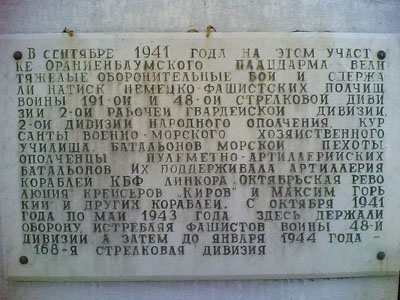 В СЕНТЯБРЕ 1941 ГОДА НА ЭТОМ УЧАСТ
КЕ ОРАНИЕНБАУМСКОГО ПЛАЦДАРМА ВЕЛИ
ТЯЖЕЛЫЕ ОБОРОНИТЕЛЬНЫЕ БОИ И СДЕРЖА
ЛИ НАТИСК НЕМЕЦКО-ФАШИСТСКИХ ПОЛЧИЩ
ВОИНЫ 191-ОЙ И 48-ОЙ СТРЕЛКОВОЙ ДИВИ
ЗИИ 2-ОЙ РАБОЧЕЙ ГВАРДЕЙСКОЙ ДИВИЗИИ,
2-ОЙ ДИВИЗИИ НАРОДНОГО ОПОЛЧЕНИЯ, КУР
САНТЫ ВОЕННО-МОРСКОГО ХОЗЯЙСТВЕННОГО
УЧИЛИЩА, БАТАЛЬОНОВ МОРСКОЙ ПЕХОТЫ,
ОПОЛЧЕНЦЫ ПУЛЕМЕТНО-АРТИЛЛЕРИЙСКИХ
БАТАЛЬОНОВ. ИХ ПОДДЕРЖИВАЛА АРТИЛЛЕРИЯ
КОРАБЛЕЙ КБФ ЛИНКОРА „ОКТЯБРЬСКАЯ РЕВО
ЛЮЦИЯ" КРЕЙСЕРОВ „КИРОВ" И „МАКСИМ ГОРЬ
КИЙ" И ДРУГИХ КОРАБЛЕЙ. С ОКТЯБРЯ 1941
ГОДА ПО МАЙ 1943 ГОДА ЗДЕСЬ ДЕРЖАЛИ
ОБОРОНУ, ИСТРЕБЛЯЯ ФАШИСТОВ ВОИНЫ 48-Й
ДИВИЗИИ, А ЗАТЕМ ДО ЯНВАРЯ 1944 ГОДА -
168-Я СТРЕЛКОВАЯ ДИВИЗИЯ